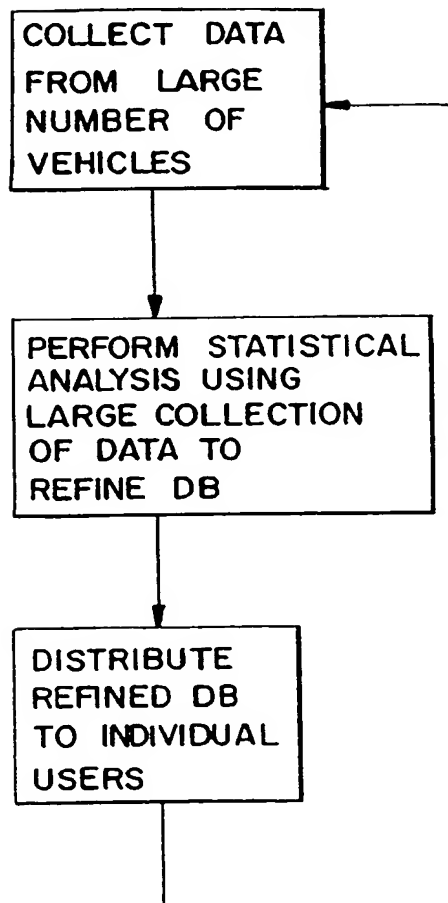 COLLECT DATA
FROM LARGE
NUMBER OF
VEHICLES
PERFORM STATISTICAL
ANALYSIS USING
LARGE COLLECTION
OF DATA TO
REFINE DB
DISTRIBUTE
REFINED DB
TO INDIVIDUAL
USERS